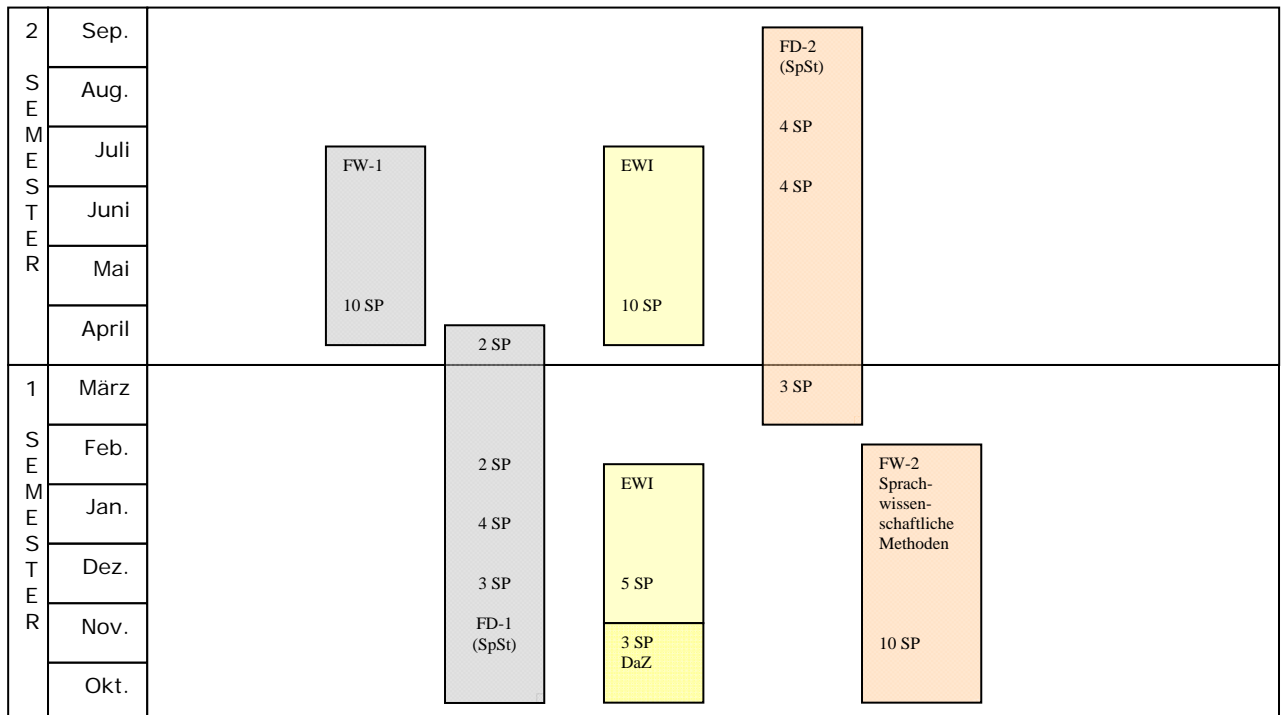 2
SEMESTER
Sep.
Aug.
Juli
Juni
Mai
April
FW-1
10 SP
EWI
10 SP
FD-2
(SpSt)
4 SP
4 SP
3 SP
1
SEMESTER
März
Feb.
Jan.
Dez.
Nov.
Okt.
2 SP
2 SP
4 SP
3 SP
FD-1
(SpSt)
EWI
5 SP
3 SP
DaZ
FW-2
Sprach-
wissen-
schaftliche
Methoden
10 SP